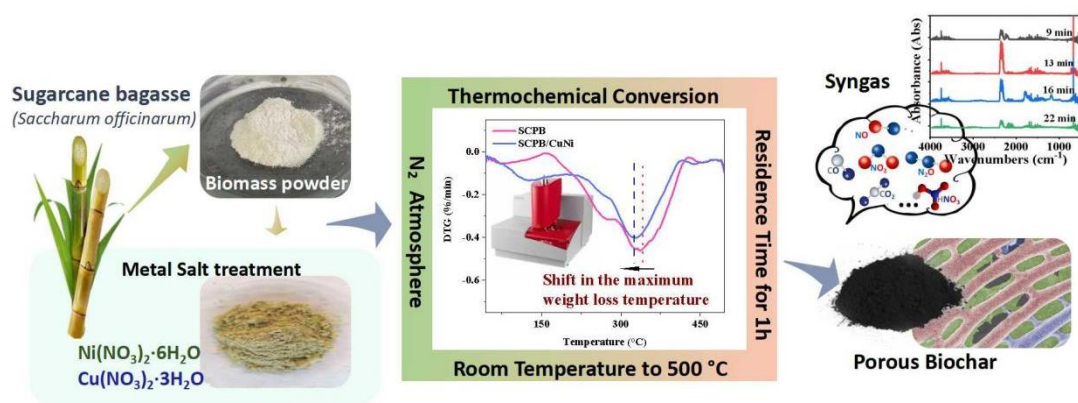 Sugarcane bagasse
(Saccharum officinarum)
Biomass powder
Metal Salt treatment
Ni(NO₃)₂·6H₂O
Cu(NO₃)₂·3H₂O
Thermochemical Conversion
N₂ Atmosphere
Residence Time for 1h
Room Temperature to 500 °C
SCPB
SCPB/CuNi
0.0
-0.2
-0.4
-0.6
DTG (%/min)
Shift in the maximum
weight loss temperature
150 300 450
Temperature (°C)
Syngas
Absorbance (Abs)
9 min
13 min
16 min
22 min
4000 3000 2000 1000
Wavenumbers (cm⁻¹)
NO
NO₂
N₂O
CO
CO₂
HNO₃
Porous Biochar